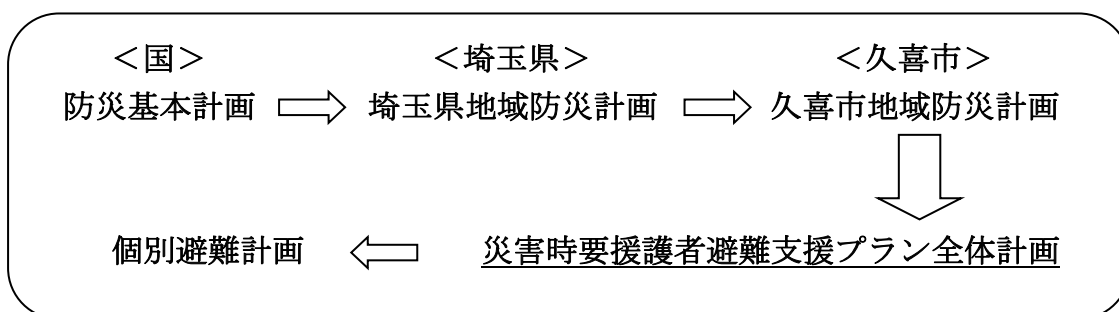 ＜国＞ ＜埼玉県＞ ＜久喜市＞
防災基本計画 埼玉県地域防災計画 久喜市地域防災計画
個別避難計画 災害時要援護者避難支援プラン全体計画